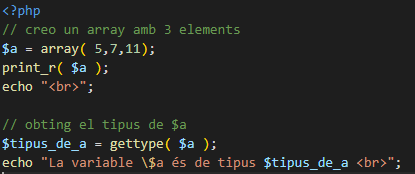 <?php
// creo un array amb 3 elements
$a = array( 5,7,11);
print_r( $a );
echo "<br>";
// obting el tipus de $a
$tipus_de_a = gettype( $a );
echo "La variable \$a és de tipus $tipus_de_a <br>";